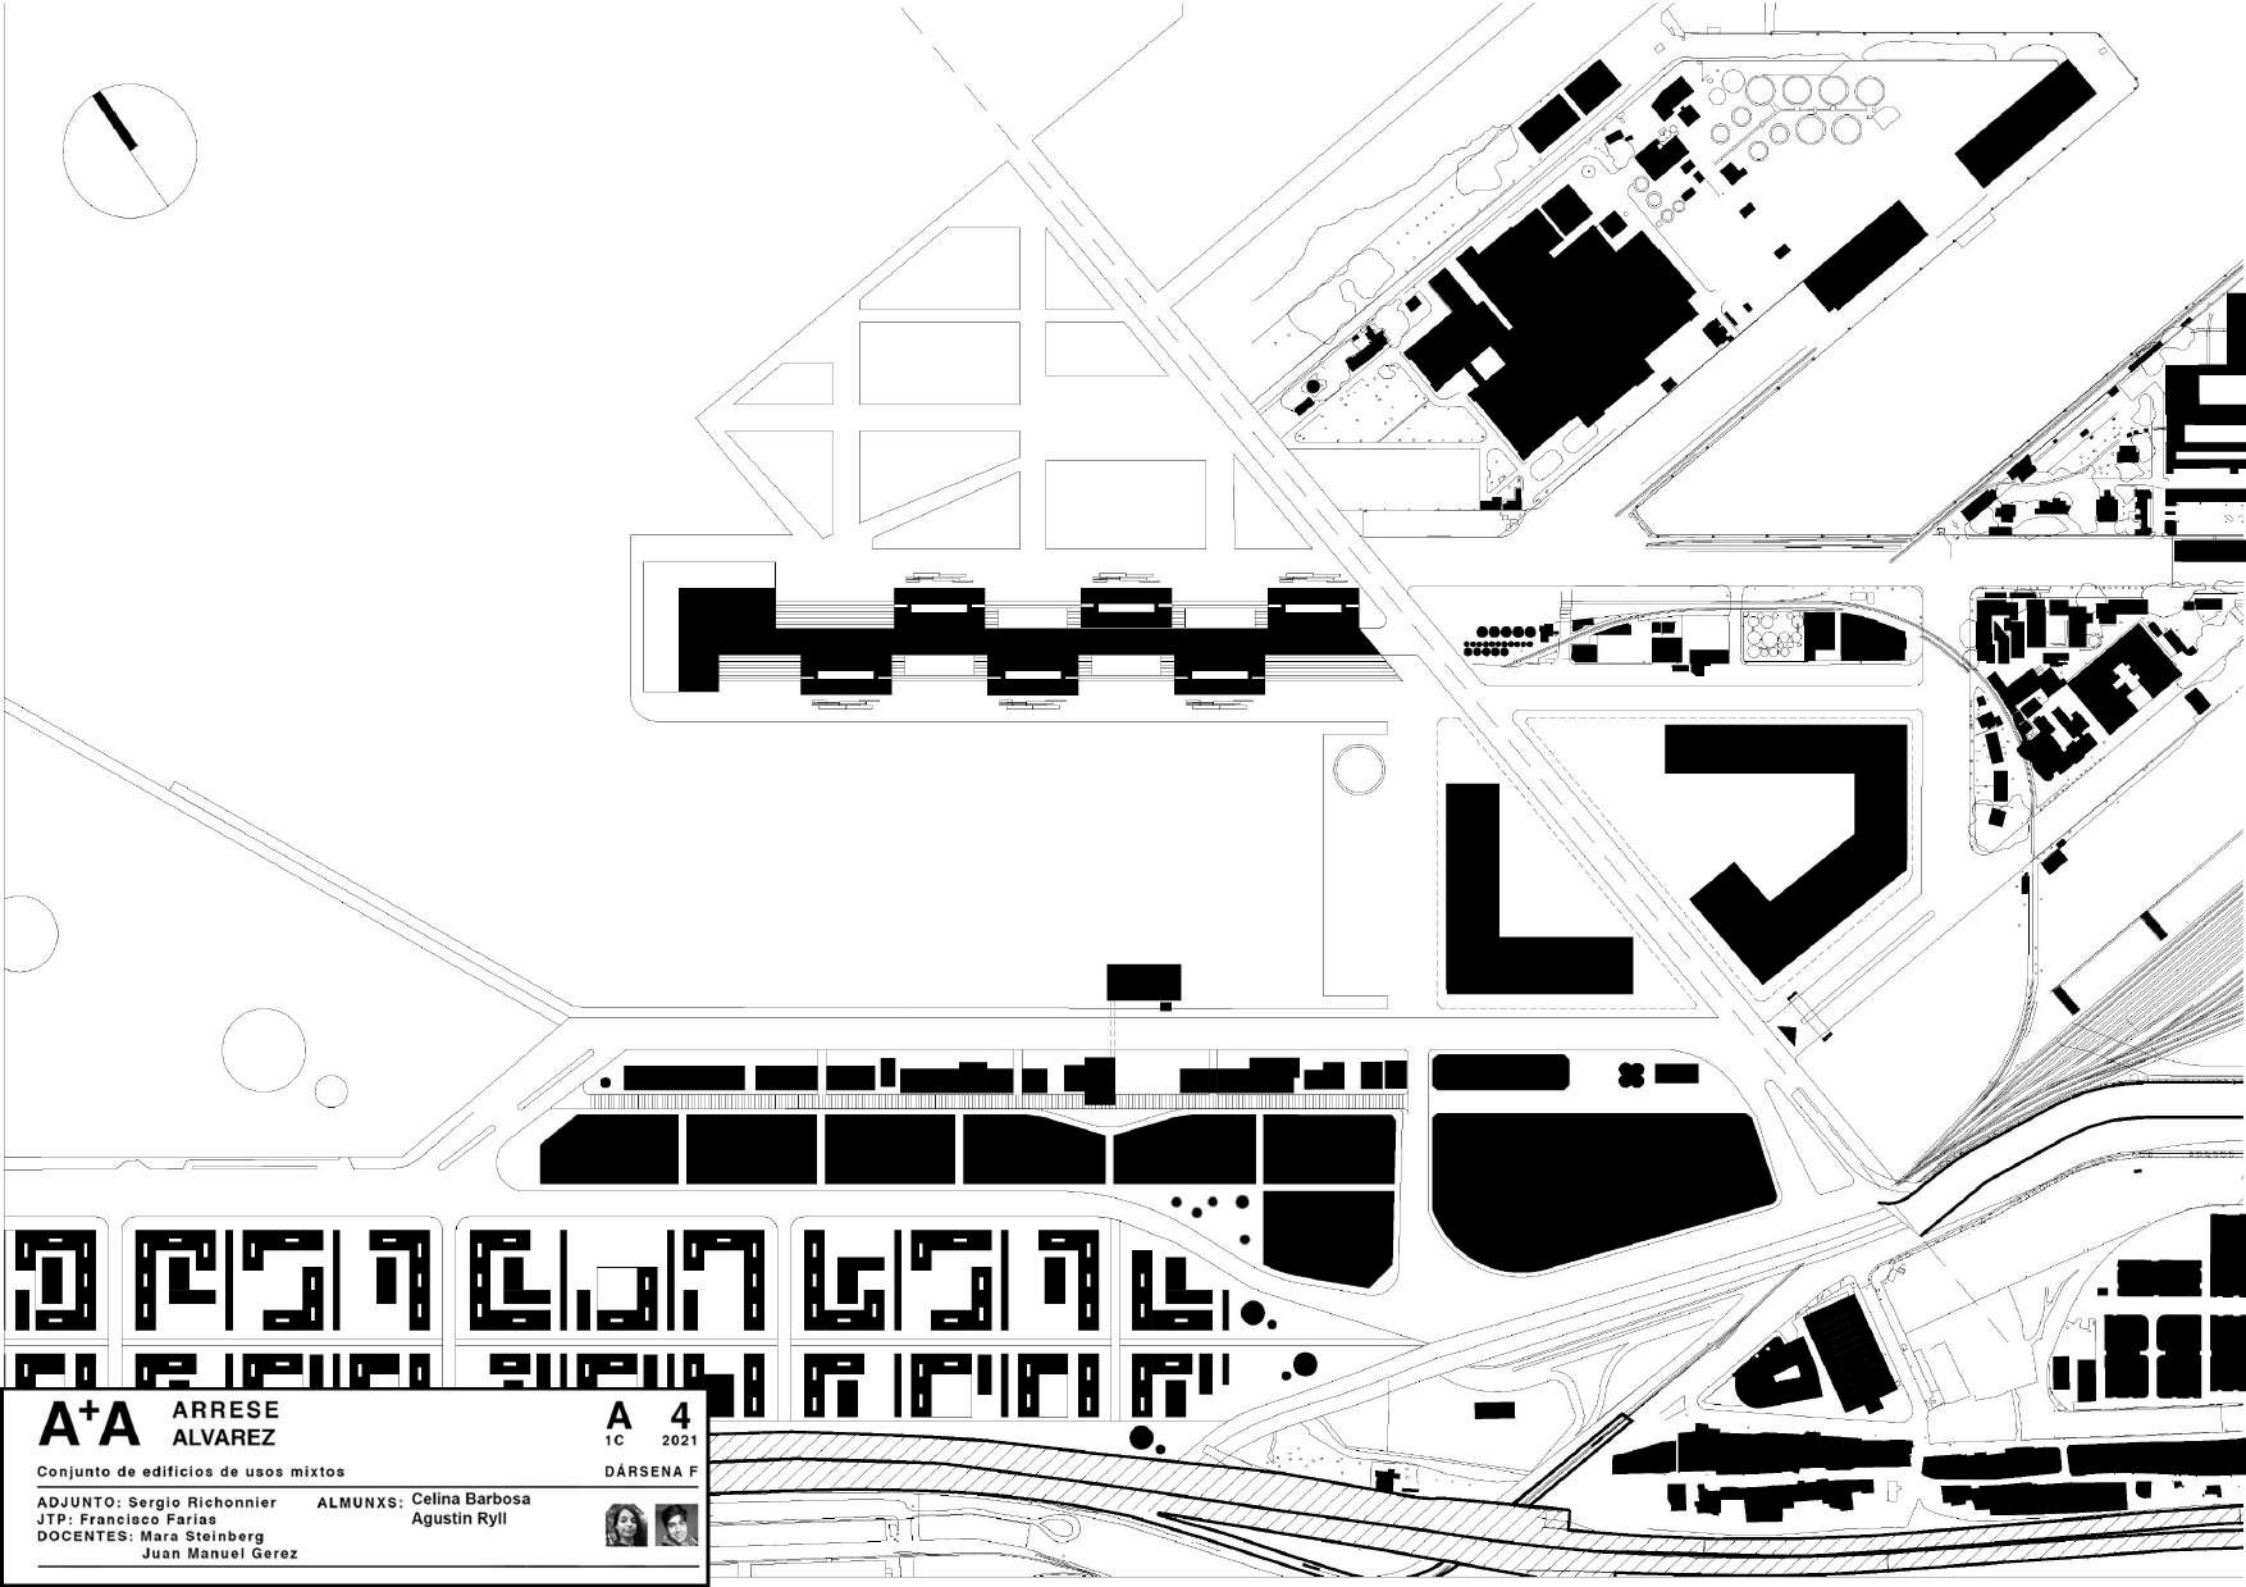 A+A ARRESE ALVAREZ
A 4
1C 2021
Conjunto de edificios de usos mixtos DÁRSENA F
ADJUNTO: Sergio Richonnier
JTP: Francisco Farias
DOCENTES: Mara Steinberg
Juan Manuel Gerez
ALMUNXS: Celina Barbosa
Agustin Ryll